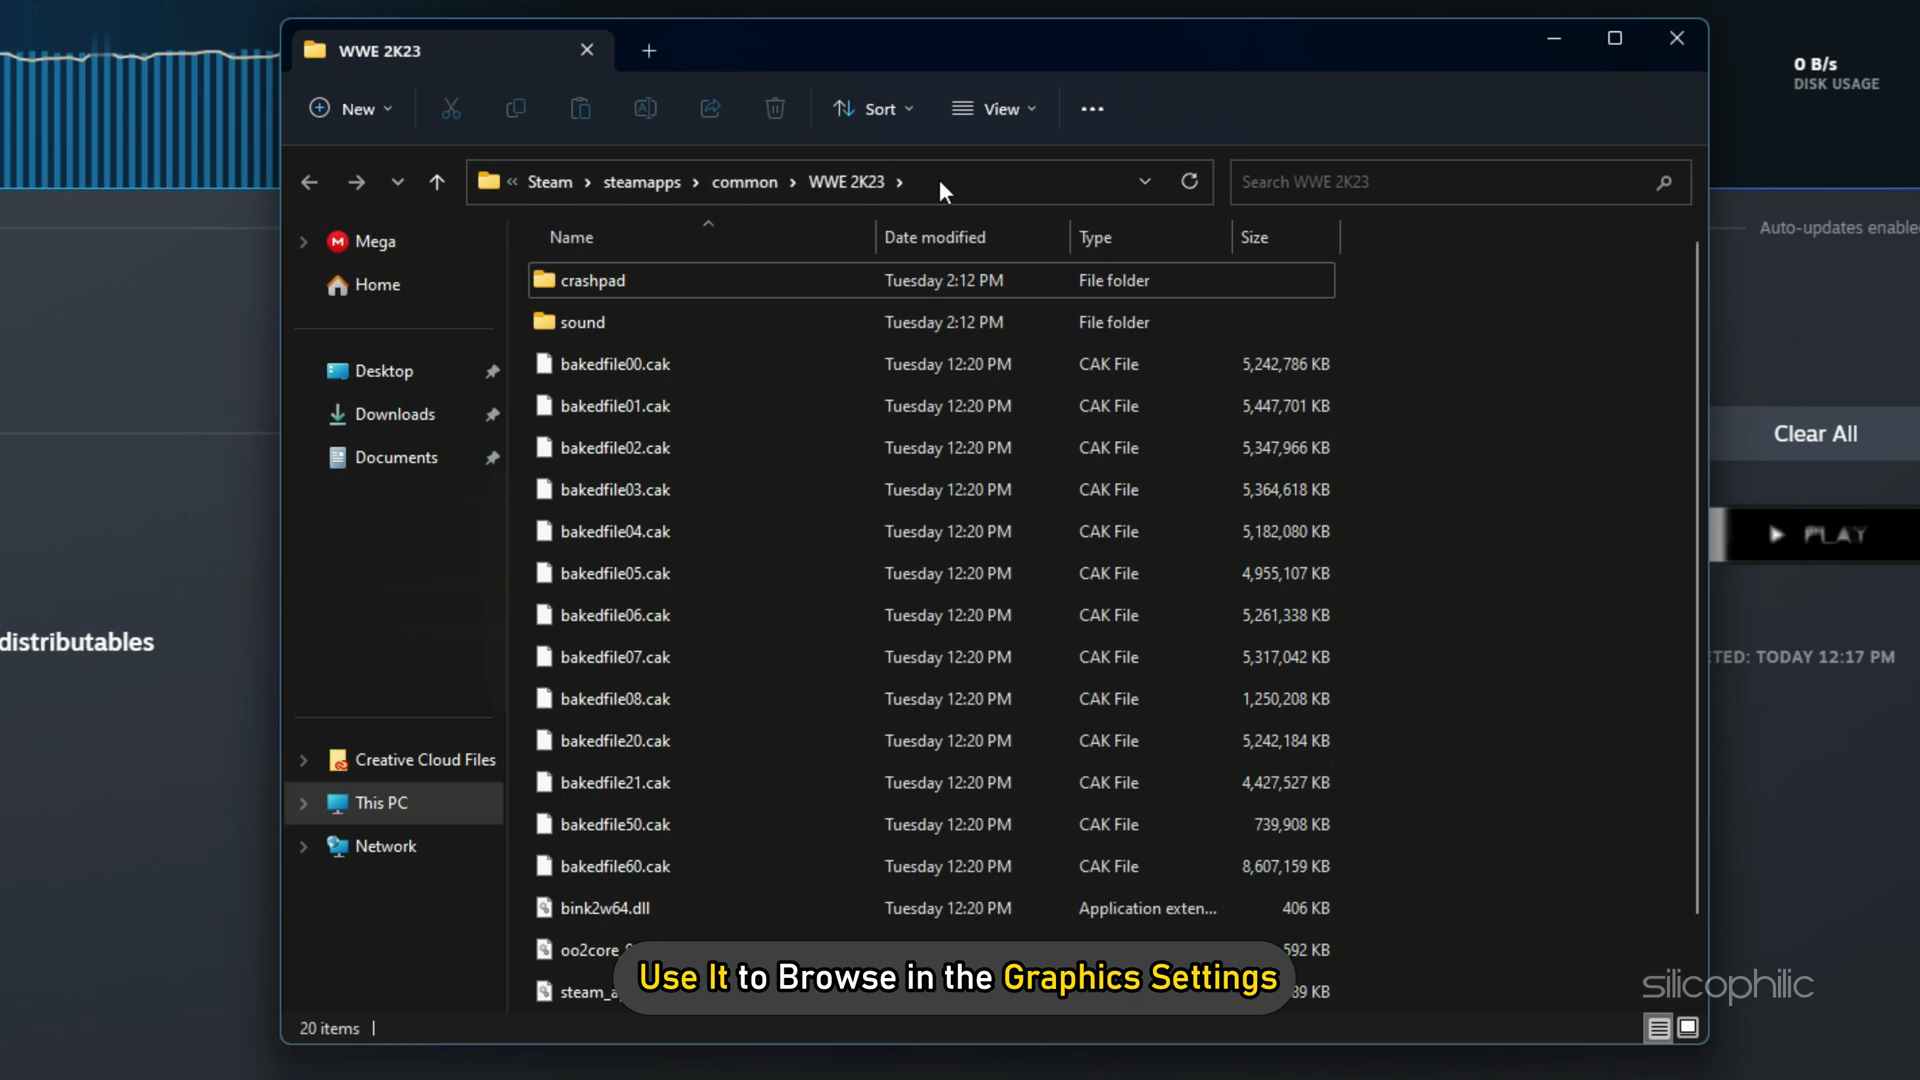 WWE 2K23
0 B/s
DISK USAGE
New
Sort
View
« Steam > steamapps > common > WWE 2K23 >
Search WWE 2K23
Auto-updates enable
Mega
Home
Desktop
Downloads
Documents
Creative Cloud Files
This PC
Network
Name Date modified Type Size
crashpad Tuesday 2:12 PM File folder
sound Tuesday 2:12 PM File folder
bakedfile00.cak Tuesday 12:20 PM CAK File 5,242,786 KB
bakedfile01.cak Tuesday 12:20 PM CAK File 5,447,701 KB
bakedfile02.cak Tuesday 12:20 PM CAK File 5,347,966 KB
bakedfile03.cak Tuesday 12:20 PM CAK File 5,364,618 KB
bakedfile04.cak Tuesday 12:20 PM CAK File 5,182,080 KB
bakedfile05.cak Tuesday 12:20 PM CAK File 4,955,107 KB
bakedfile06.cak Tuesday 12:20 PM CAK File 5,261,338 KB
bakedfile07.cak Tuesday 12:20 PM CAK File 5,317,042 KB
bakedfile08.cak Tuesday 12:20 PM CAK File 1,250,208 KB
bakedfile20.cak Tuesday 12:20 PM CAK File 5,242,184 KB
bakedfile21.cak Tuesday 12:20 PM CAK File 4,427,527 KB
bakedfile50.cak Tuesday 12:20 PM CAK File 739,908 KB
bakedfile60.cak Tuesday 12:20 PM CAK File 8,607,159 KB
bink2w64.dll Tuesday 12:20 PM Application exten... 406 KB
oo2core_ 592 KB
steam_a 89 KB
Use It to Browse in the Graphics Settings
20 items
Clear All
PLAY
distributables
TED: TODAY 12:17 PM
silicophilic